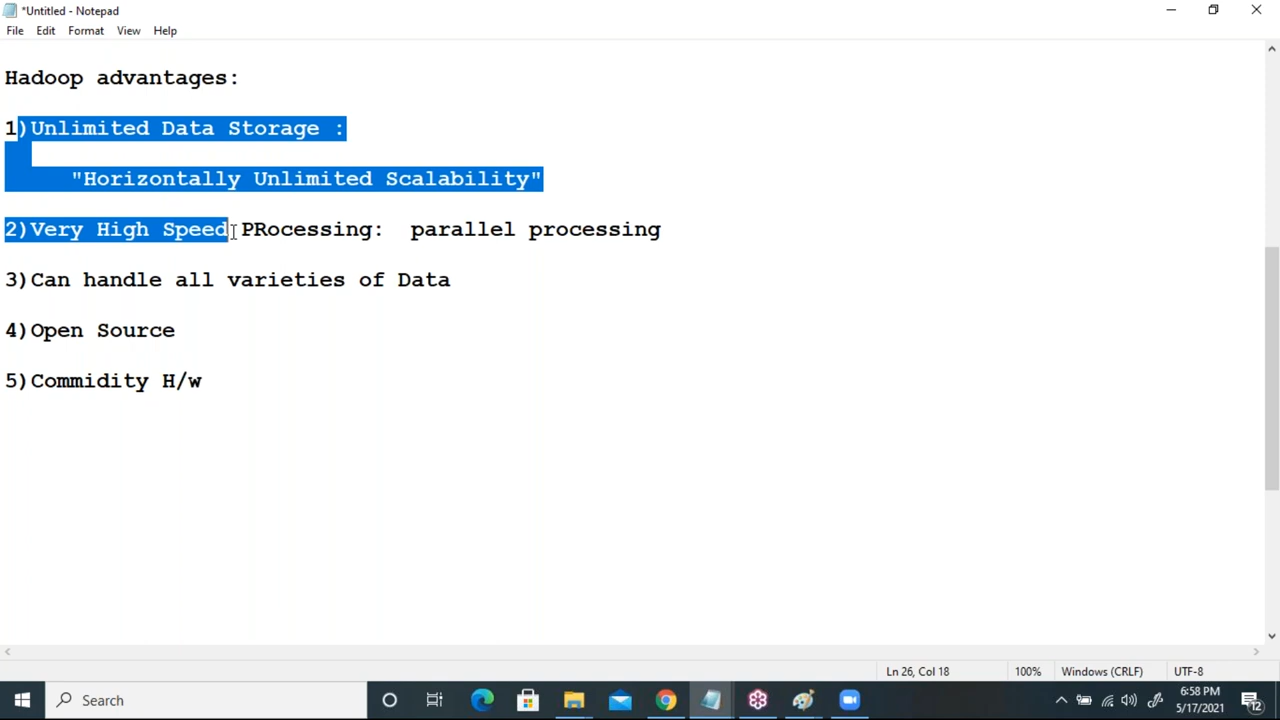 *Untitled - Notepad
File Edit Format View Help
Hadoop advantages:
1)Unlimited Data Storage :
"Horizontally Unlimited Scalability"
2)Very High Speed PRocessing:  parallel processing
3)Can handle all varieties of Data
4)Open Source
5)Commidity H/w
Ln 26, Col 18 100% Windows (CRLF) UTF-8
Search
6:58 PM
5/17/2021
12